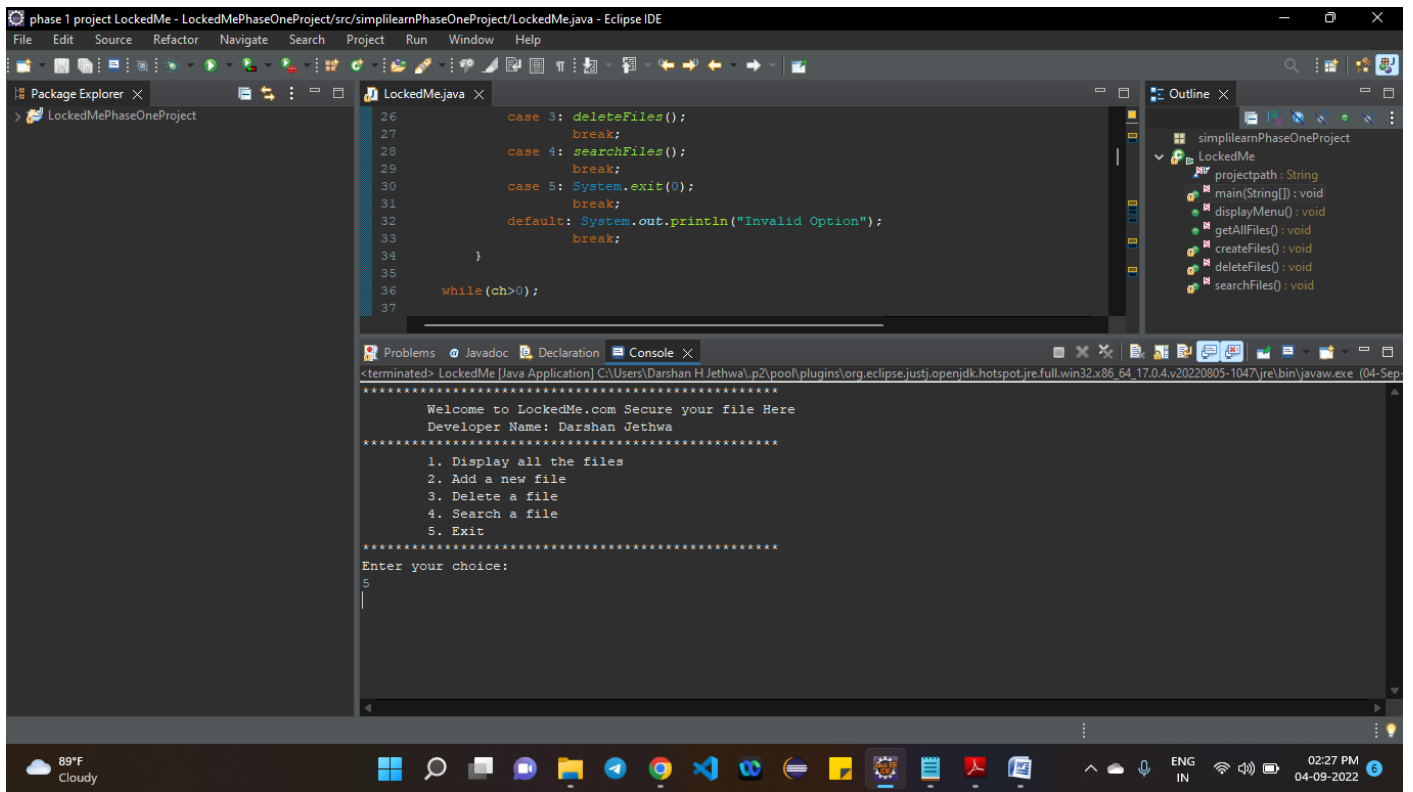 phase 1 project LockedMe - LockedMePhaseOneProject/src/simplilearnPhaseOneProject/LockedMe.java - Eclipse IDE
File Edit Source Refactor Navigate Search Project Run Window Help
Package Explorer
LockedMePhaseOneProject
LockedMe.java
26 case 3: deleteFiles();
27 break;
28 case 4: searchFiles();
29 break;
30 case 5: System.exit(0);
31 break;
32 default: System.out.println("Invalid Option");
33 break;
34 }
35
36 while(ch>0);
37
Outline
simplilearnPhaseOneProject
LockedMe
projectpath : String
main(String[]) : void
displayMenu() : void
getAllFiles() : void
createFiles() : void
deleteFiles() : void
searchFiles() : void
Problems @ Javadoc Declaration Console
<terminated> LockedMe [Java Application] C:\Users\Darshan H Jethwa\.p2\pool\plugins\org.eclipse.justj.openjdk.hotspot.jre.full.win32.x86_64_17.0.4.v20220805-1047\jre\bin\javaw.exe (04-Sep-
***************************************************
Welcome to LockedMe.com Secure your file Here
Developer Name: Darshan Jethwa
***************************************************
1. Display all the files
2. Add a new file
3. Delete a file
4. Search a file
5. Exit
***************************************************
Enter your choice:
5
89°F
Cloudy
ENG
IN
02:27 PM
04-09-2022
6